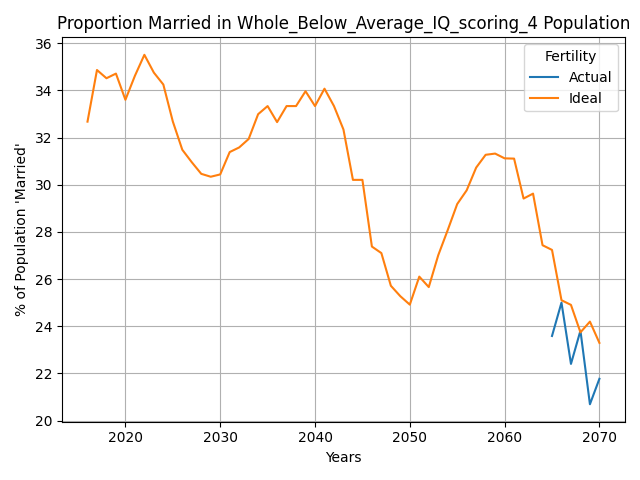 Proportion Married in Whole_Below_Average_IQ_scoring_4 Population
36
34
32
30
28
26
24
22
20
% of Population 'Married'
Fertility
Actual
Ideal
2020
2030
2040
2050
2060
2070
Years